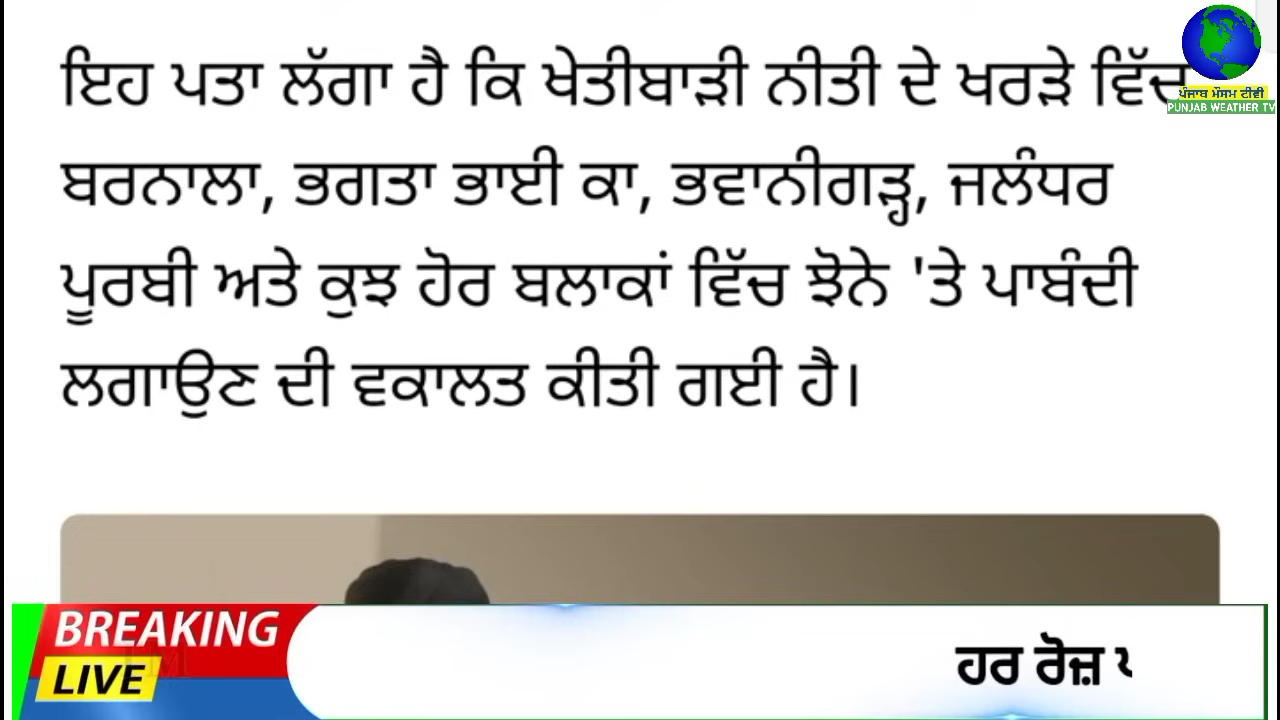 ਇਹ ਪਤਾ ਲੱਗਾ ਹੈ ਕਿ ਖੇਤੀਬਾੜੀ ਨੀਤੀ ਦੇ ਖਰੜੇ ਵਿੱਚ
ਪੰਜਾਬ ਮੌਸਮ ਟੀਵੀ
PUNJAB WEATHER TV
ਬਰਨਾਲਾ, ਭਗਤਾ ਭਾਈ ਕਾ, ਭਵਾਨੀਗੜ੍ਹ, ਜਲੰਧਰ
ਪੂਰਬੀ ਅਤੇ ਕੁਝ ਹੋਰ ਬਲਾਕਾਂ ਵਿੱਚ ਝੋਨੇ 'ਤੇ ਪਾਬੰਦੀ
ਲਗਾਉਣ ਦੀ ਵਕਾਲਤ ਕੀਤੀ ਗਈ ਹੈ।
BREAKING
LIVE
ਹਰ ਰੋਜ਼